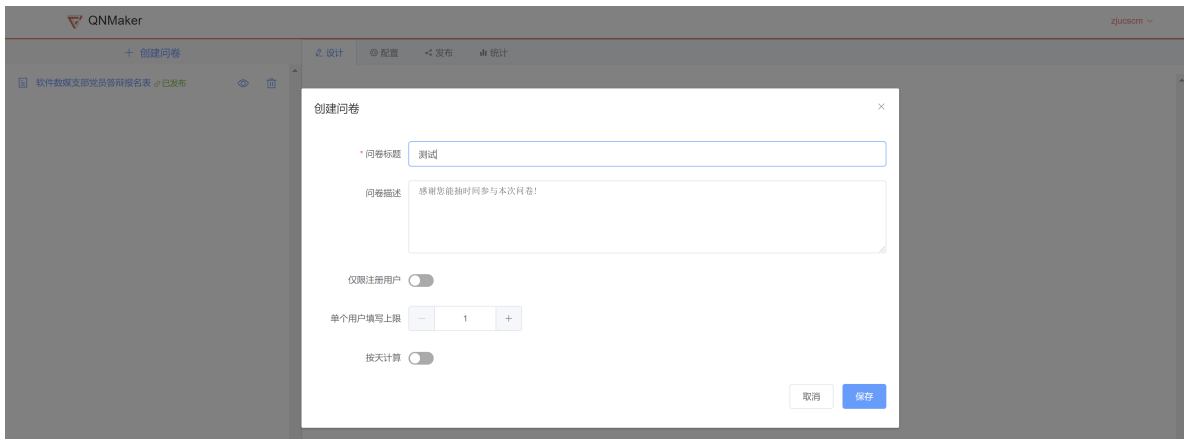 QNMaker
zjucscm
+ 创建问卷
设计 配置 发布 统计
软件数媒支部党员答辩报名表 已发布
创建问卷
* 问卷标题 测试
问卷描述 感谢您能抽时间参与本次问卷!
仅限注册用户
单个用户填写上限 - 1 +
按天计算
取消 保存